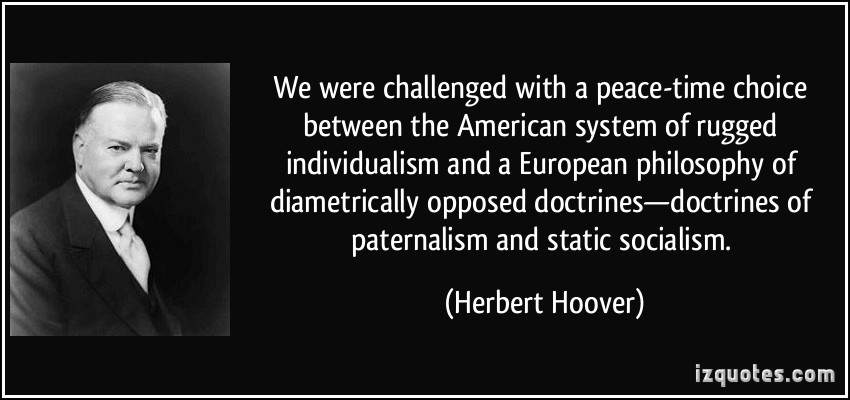 We were challenged with a peace-time choice
between the American system of rugged
individualism and a European philosophy of
diametrically opposed doctrines—doctrines of
paternalism and static socialism.
(Herbert Hoover)
izquotes.com